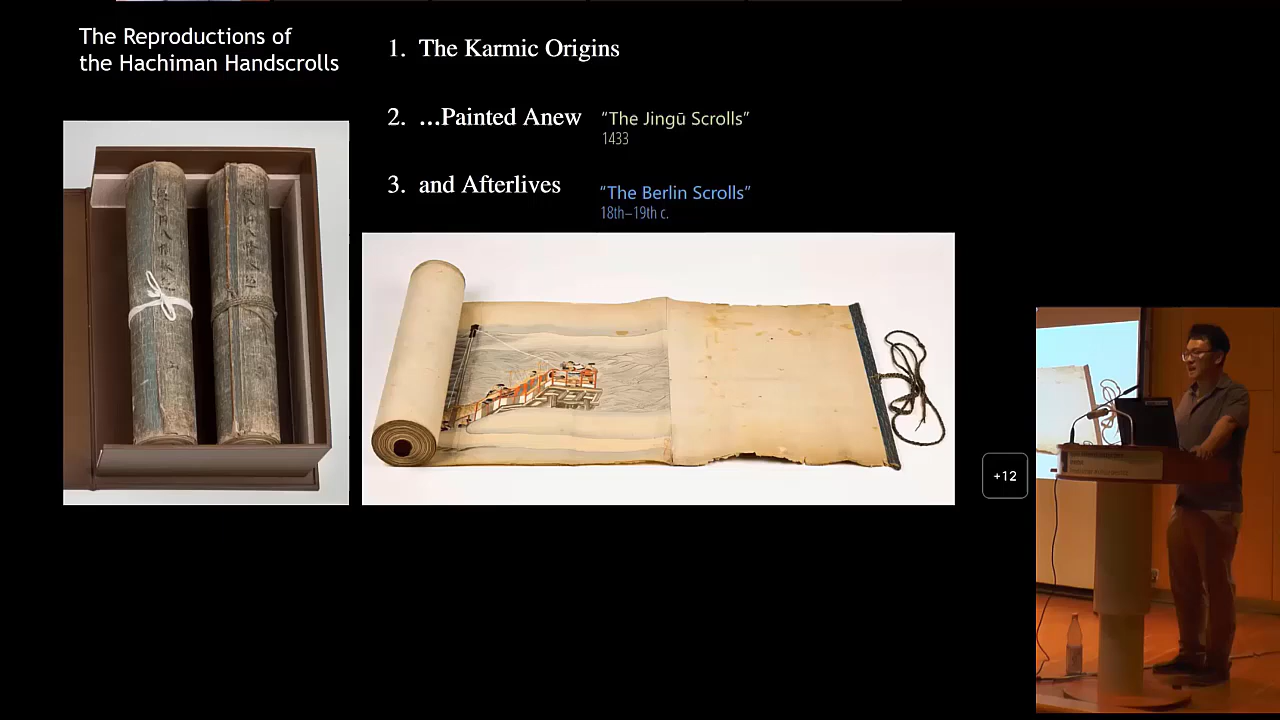 The Reproductions of
the Hachiman Handscrolls
1. The Karmic Origins
2. …Painted Anew “The Jingū Scrolls”
1433
3. and Afterlives “The Berlin Scrolls”
18th–19th c.
+12